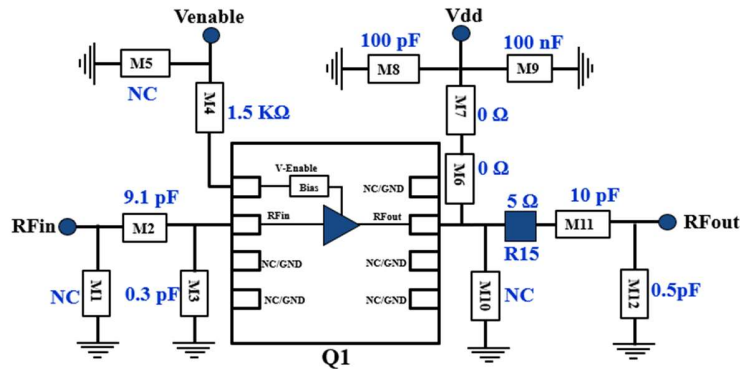 Venable
Vdd
M5
NC
M4
1.5 KΩ
100 pF
M8
100 nF
M9
M7
0 Ω
M6
0 Ω
V-Enable
Bias
NC/GND
RFin
9.1 pF
M2
RFin
RFout
5 Ω
R15
10 pF
M11
RFout
NC
M1
0.3 pF
M3
NC/GND
NC/GND
NC/GND
NC/GND
M10
NC
M12
0.5pF
Q1